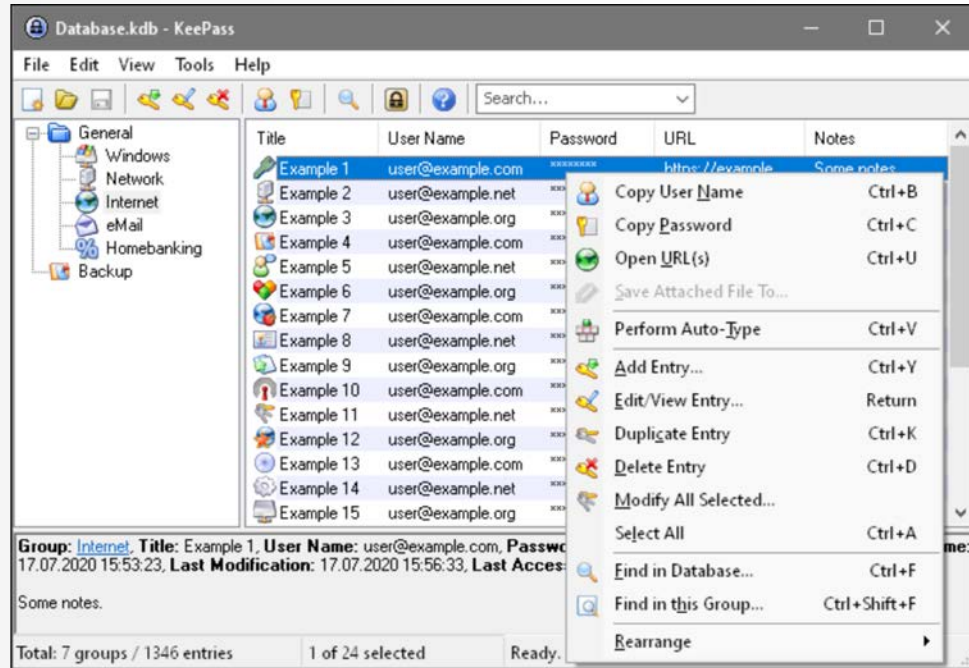 Database.kdb - KeePass
File Edit View Tools Help
Search...
General
Windows
Network
Internet
eMail
Homebanking
Backup
Title User Name Password URL Notes
Example 1 user@example.com ******** https://example Some notes
Example 2 user@example.net
Example 3 user@example.org
Example 4 user@example.com
Example 5 user@example.net
Example 6 user@example.org
Example 7 user@example.com
Example 8 user@example.net
Example 9 user@example.org
Example 10 user@example.com
Example 11 user@example.net
Example 12 user@example.org
Example 13 user@example.com
Example 14 user@example.net
Example 15 user@example.org
Copy User Name Ctrl+B
Copy Password Ctrl+C
Open URL(s) Ctrl+U
Save Attached File To...
Perform Auto-Type Ctrl+V
Add Entry... Ctrl+Y
Edit/View Entry... Return
Duplicate Entry Ctrl+K
Delete Entry Ctrl+D
Modify All Selected...
Select All Ctrl+A
Find in Database... Ctrl+F
Find in this Group... Ctrl+Shift+F
Rearrange
Group: Internet, Title: Example 1, User Name: user@example.com, Passwo me:
17.07.2020 15:53:23, Last Modification: 17.07.2020 15:56:33, Last Acces
Some notes.
Total: 7 groups / 1346 entries 1 of 24 selected Ready.